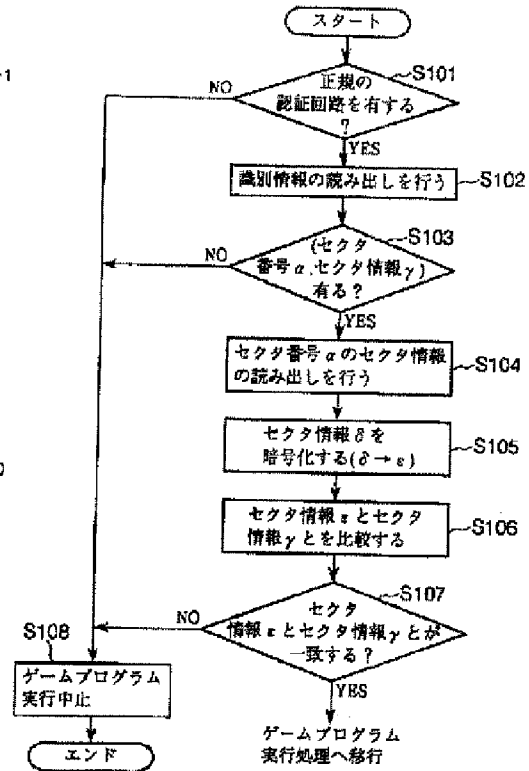 スタート
S101
正規の
認証回路を有する
?
NO
YES
識別情報の読み出しを行う
S102
S103
(セクタ
番号α,セクタ情報γ)
有る?
NO
YES
セクタ番号αのセクタ情報
の読み出しを行う
S104
セクタ情報δを
暗号化する(δ→ε)
S105
セクタ情報εとセクタ
情報γとを比較する
S106
S107
セクタ
情報εとセクタ情報γとが
一致する?
NO
YES
S108
ゲームプログラム
実行中止
エンド
ゲームプログラム
実行処理へ移行